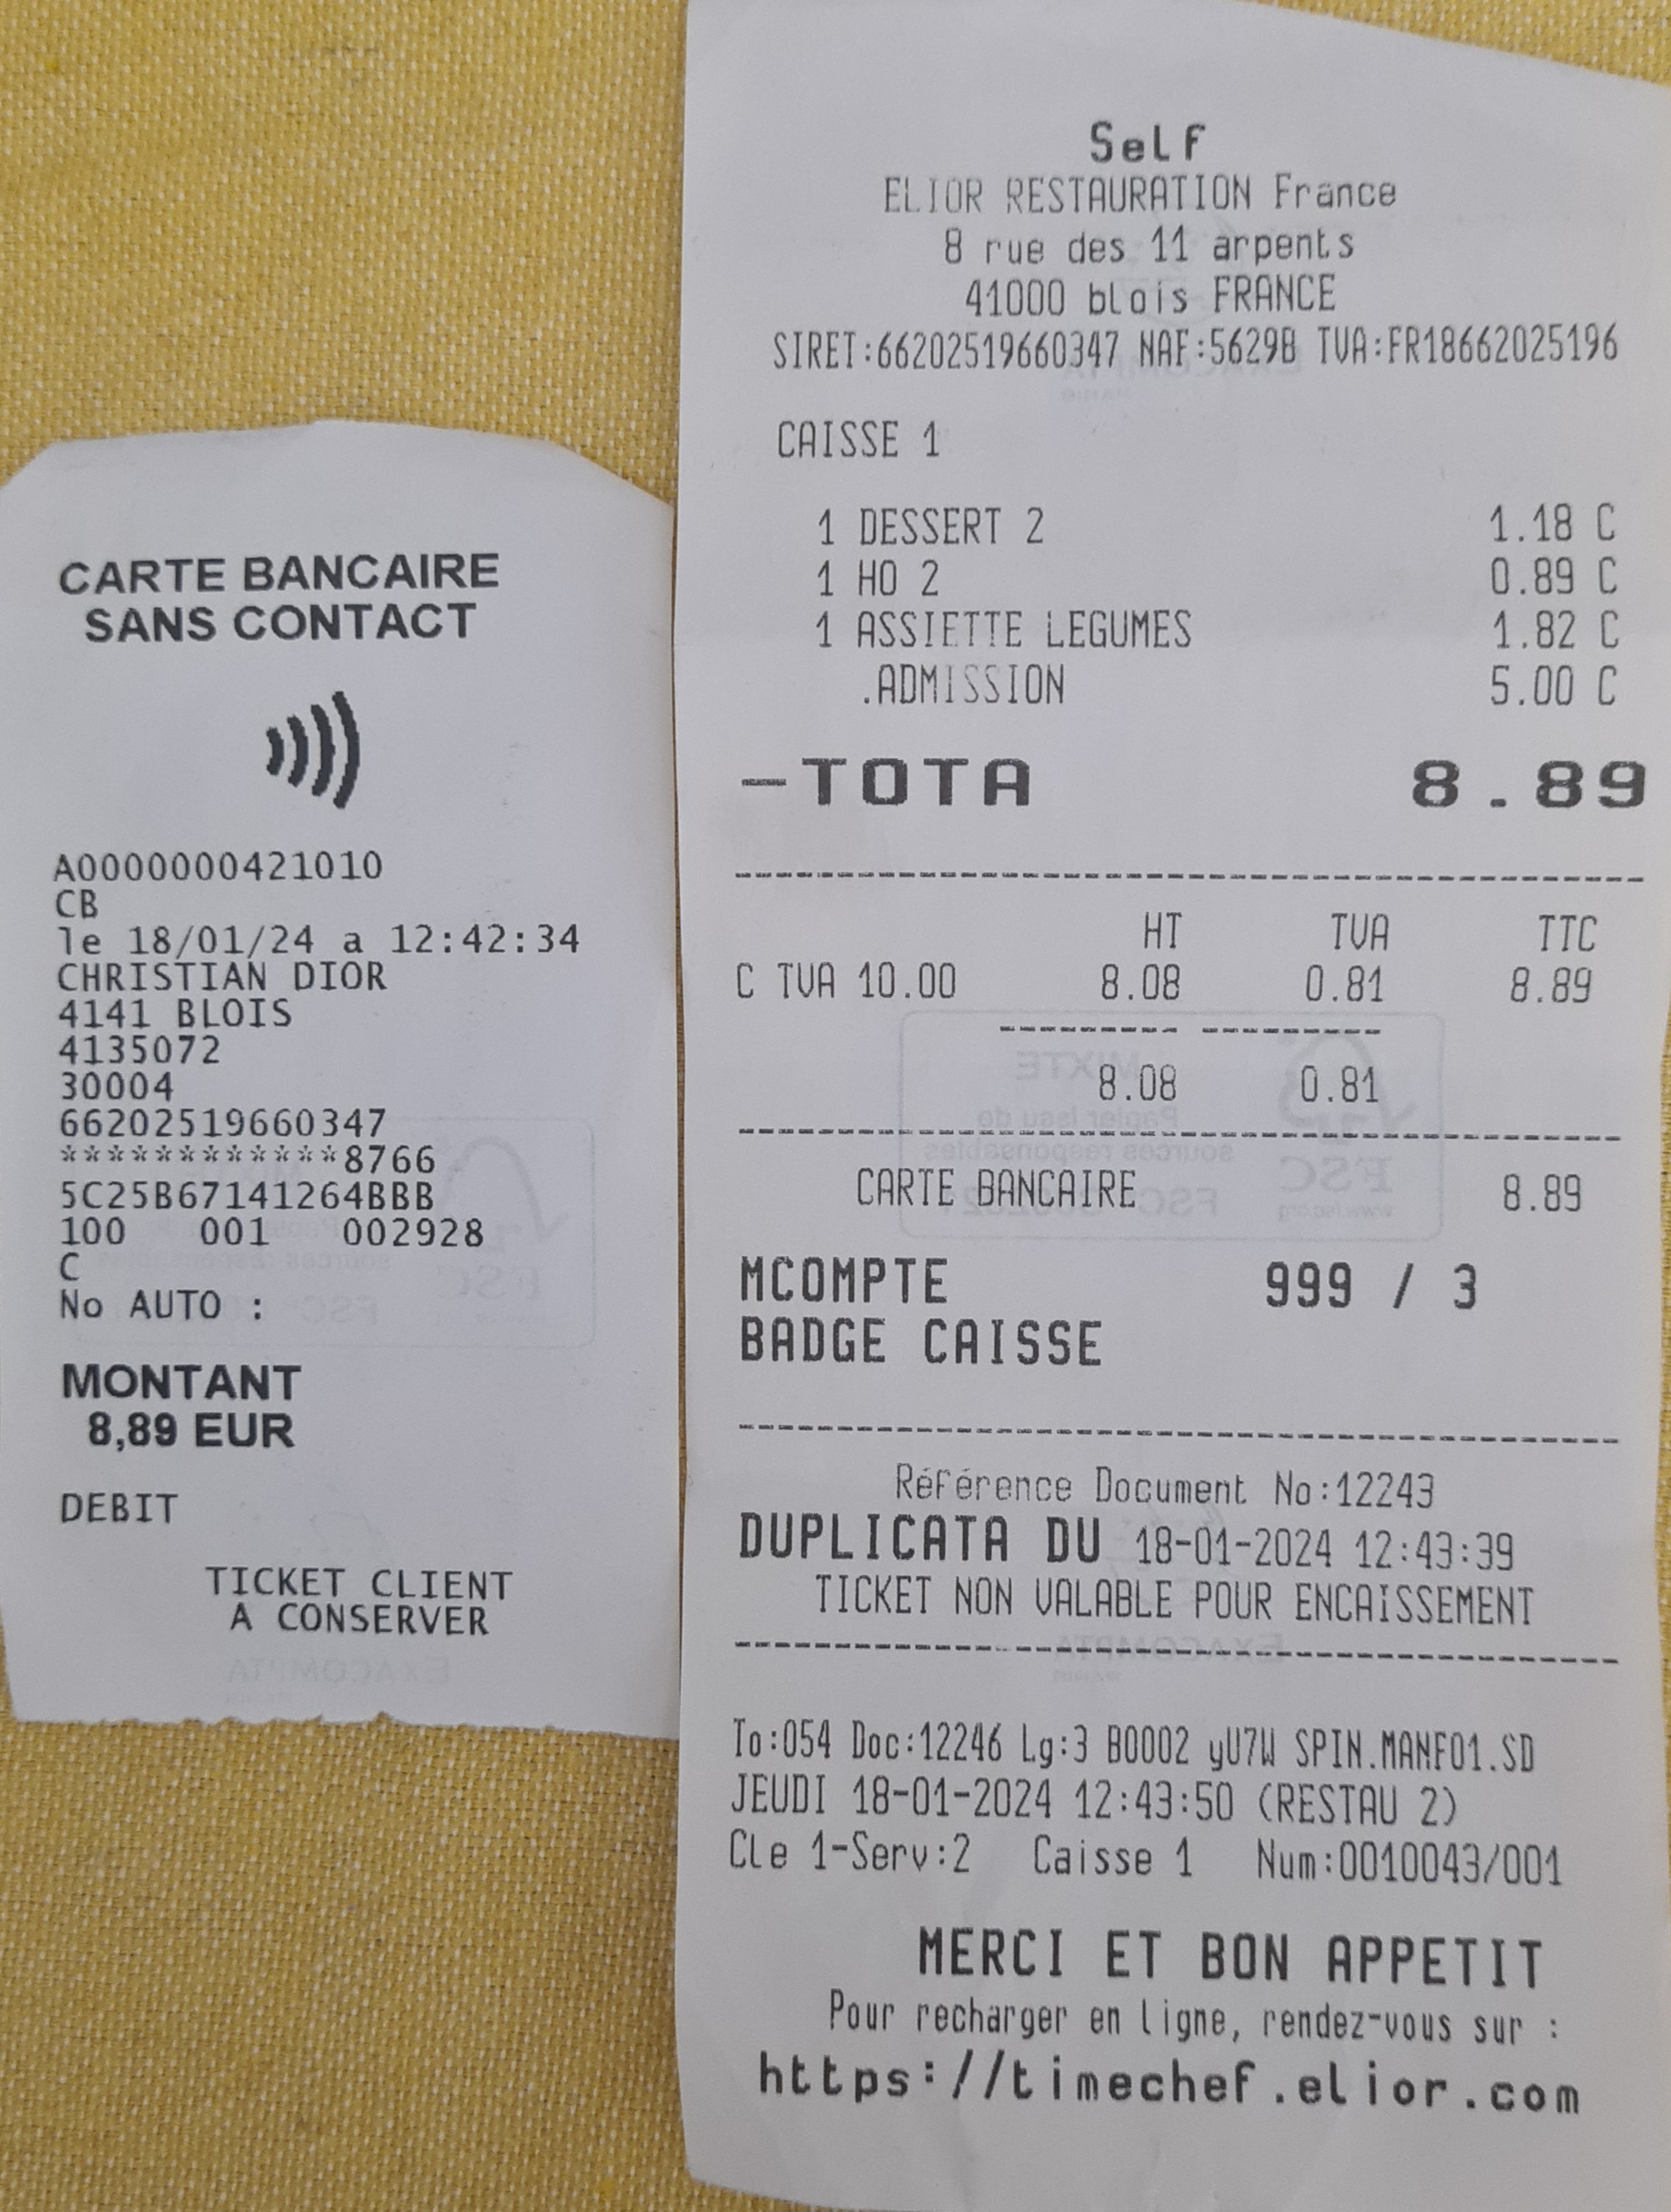 CARTE BANCAIRE
SANS CONTACT
A0000000421010
CB
le 18/01/24 a 12:42:34
CHRISTIAN DIOR
4141 BLOIS
4135072
30004
66202519660347
************8766
5C25B67141264BBB
100 001 002928
C
No AUTO :
MONTANT
8,89 EUR
DEBIT
TICKET CLIENT
A CONSERVER
Self
ELIOR RESTAURATION France
8 rue des 11 arpents
41000 blois FRANCE
SIRET:66202519660347 NAF:5629B TVA:FR18662025196
CAISSE 1
1 DESSERT 2 1.18 C
1 HO 2 0.89 C
1 ASSIETTE LEGUMES 1.82 C
.ADMISSION 5.00 C
-TOTA 8.89
HT TVA TTC
C TVA 10.00 8.08 0.81 8.89
8.08 0.81
CARTE BANCAIRE 8.89
MCOMPTE 999 / 3
BADGE CAISSE
Référence Document No:12243
DUPLICATA DU 18-01-2024 12:43:39
TICKET NON VALABLE POUR ENCAiSSEMENT
To:054 Doc:12246 Lg:3 B0002 yU7W SPIN.MANF01.SD
JEUDI 18-01-2024 12:43:50 (RESTAU 2)
Cle 1-Serv:2 Caisse 1 Num:0010043/001
MERCI ET BON APPETIT
Pour recharger en ligne, rendez-vous sur :
https://timechef.elior.com